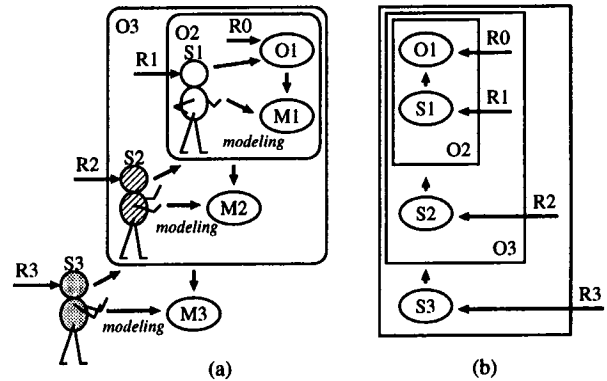 O3
O2
R0
S1
O1
R1
M1
modeling
S2
R2
M2
modeling
S3
R3
M3
modeling
(a)
O1
R0
S1
R1
O2
S2
R2
O3
S3
R3
(b)